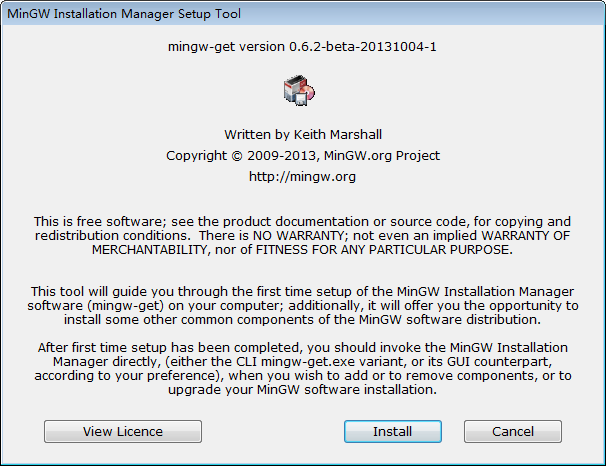 MinGW Installation Manager Setup Tool
mingw-get version 0.6.2-beta-20131004-1
Written by Keith Marshall
Copyright © 2009-2013, MinGW.org Project
http://mingw.org
This is free software; see the product documentation or source code, for copying and
redistribution conditions.  There is NO WARRANTY; not even an implied WARRANTY OF
MERCHANTABILITY, nor of FITNESS FOR ANY PARTICULAR PURPOSE.
This tool will guide you through the first time setup of the MinGW Installation Manager
software (mingw-get) on your computer; additionally, it will offer you the opportunity to
install some other common components of the MinGW software distribution.
After first time setup has been completed, you should invoke the MinGW Installation
Manager directly, (either the CLI mingw-get.exe variant, or its GUI counterpart,
according to your preference), when you wish to add or to remove components, or to
upgrade your MinGW software installation.
View Licence
Install
Cancel